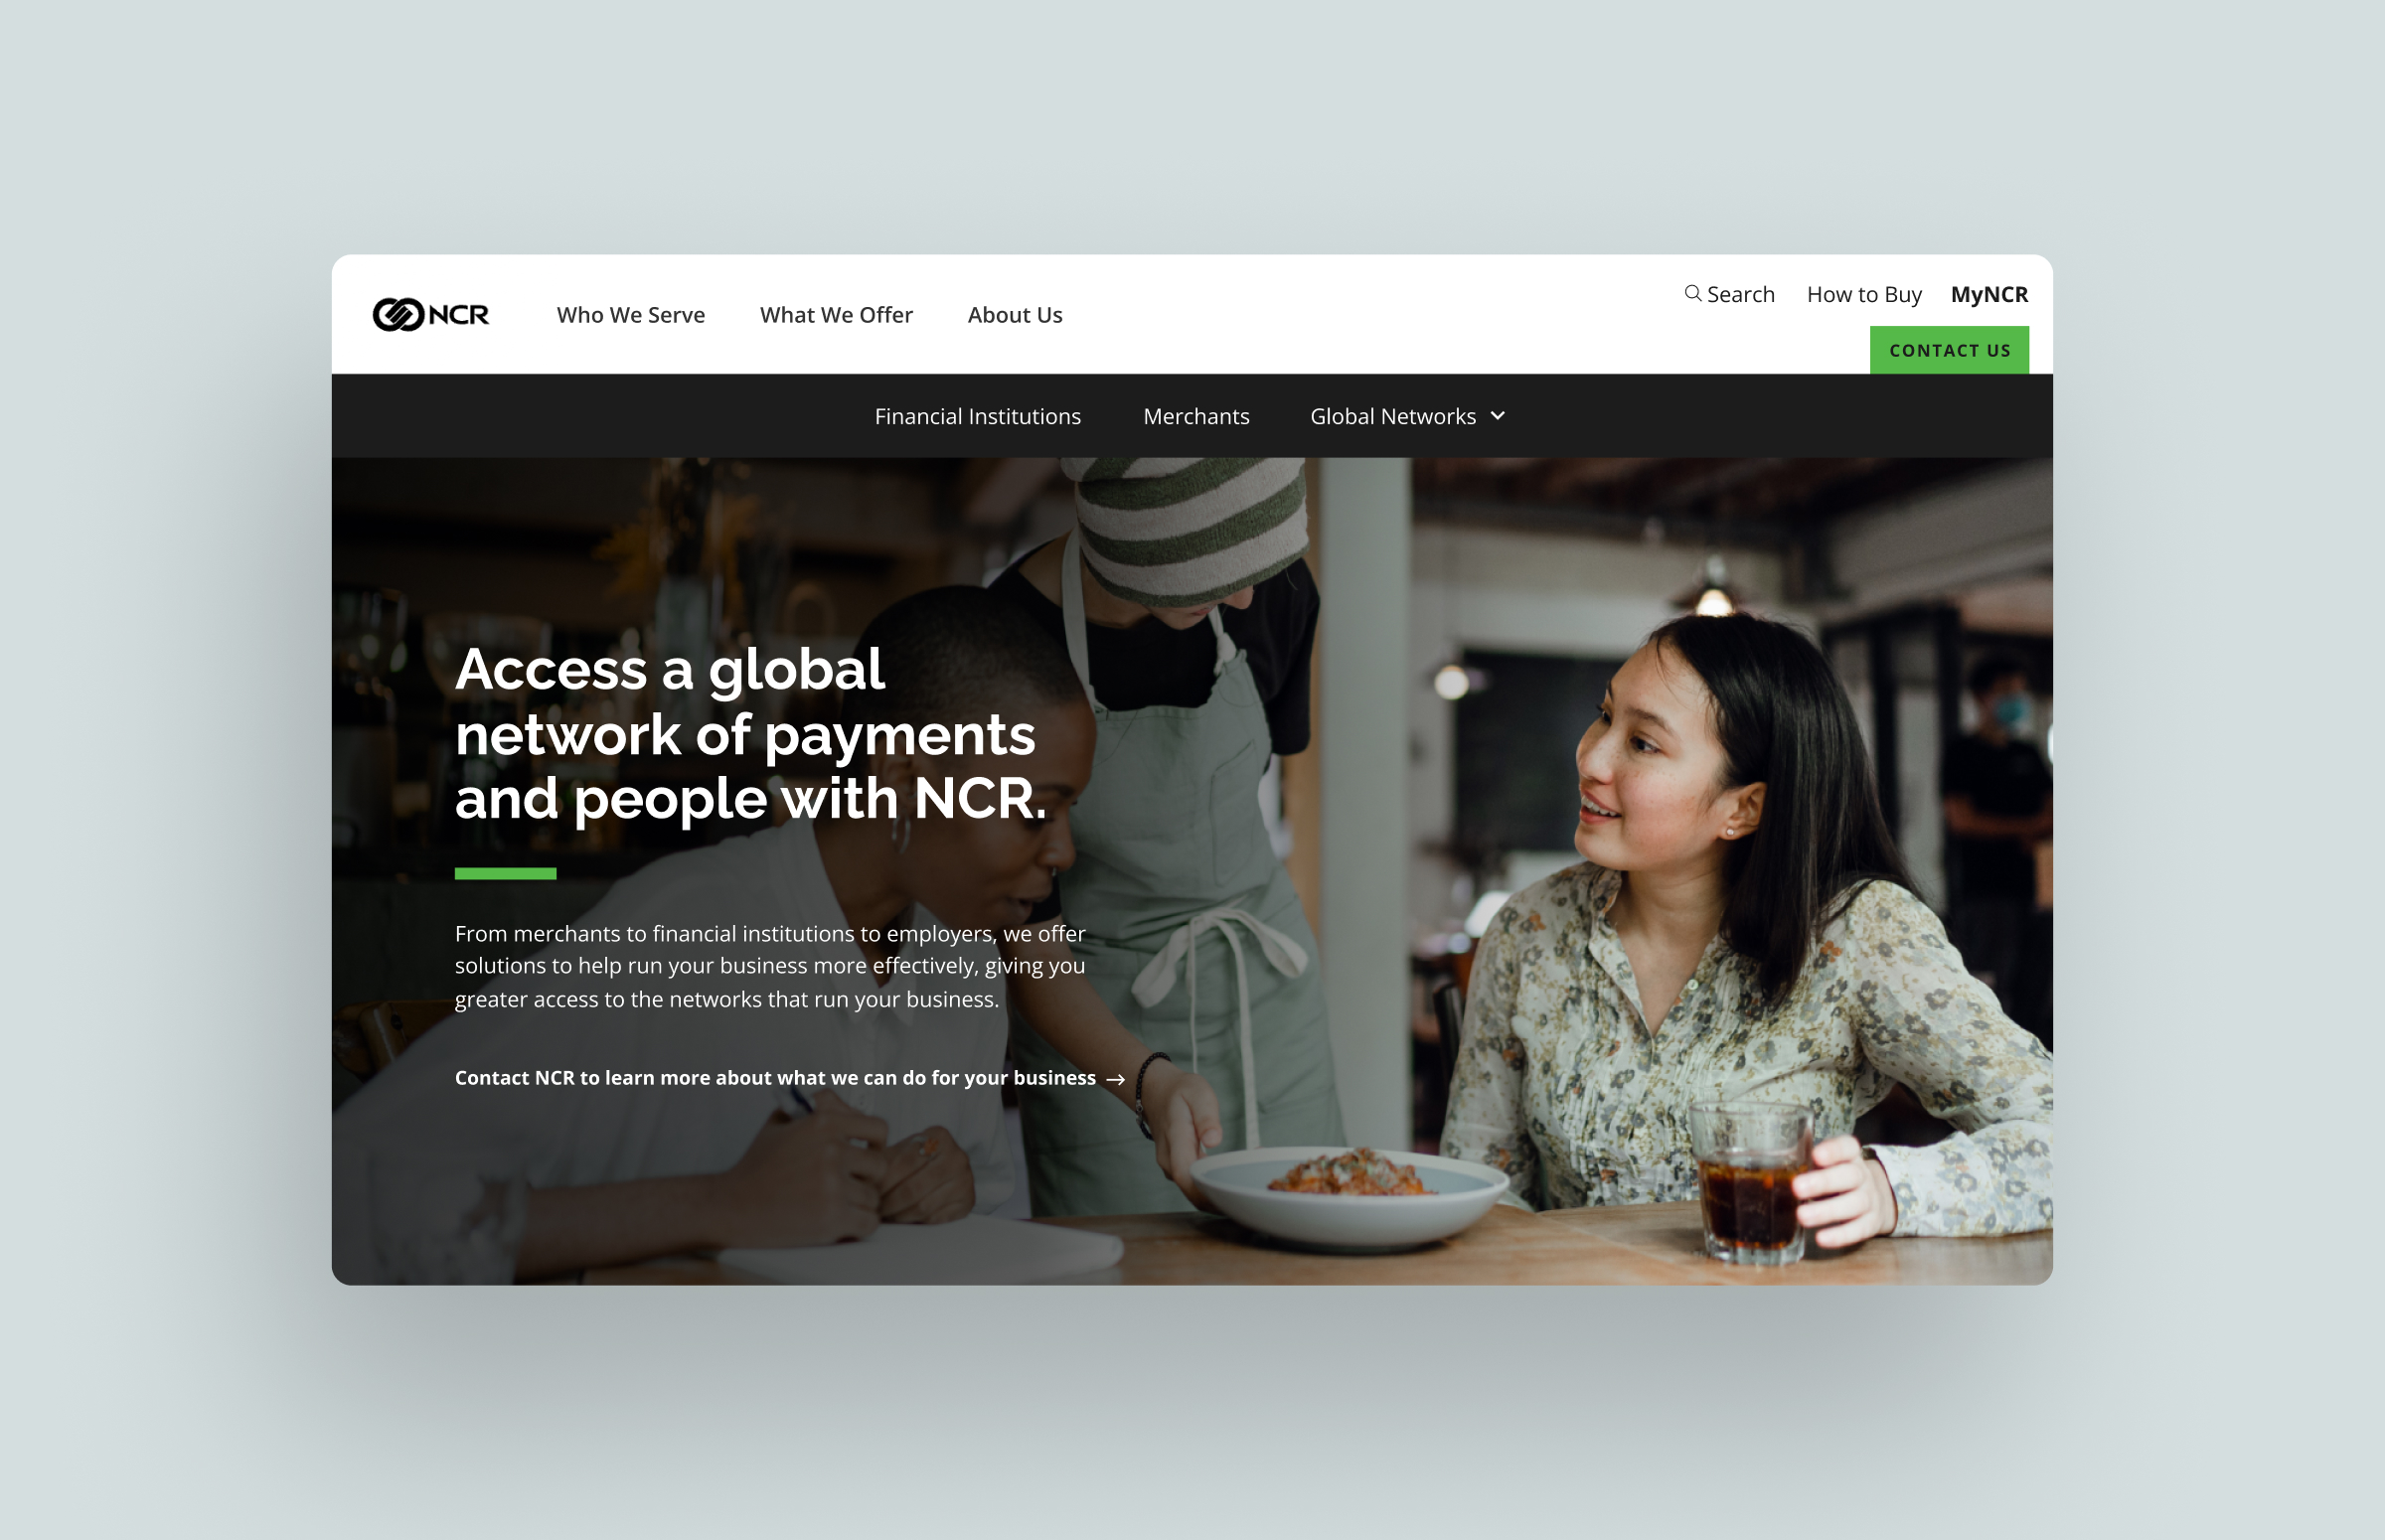 NCR
Who We Serve
What We Offer
About Us
Search
How to Buy
MyNCR
CONTACT US
Financial Institutions
Merchants
Global Networks
Access a global
network of payments
and people with NCR.
From merchants to financial institutions to employers, we offer
solutions to help run your business more effectively, giving you
greater access to the networks that run your business.
Contact NCR to learn more about what we can do for your business →